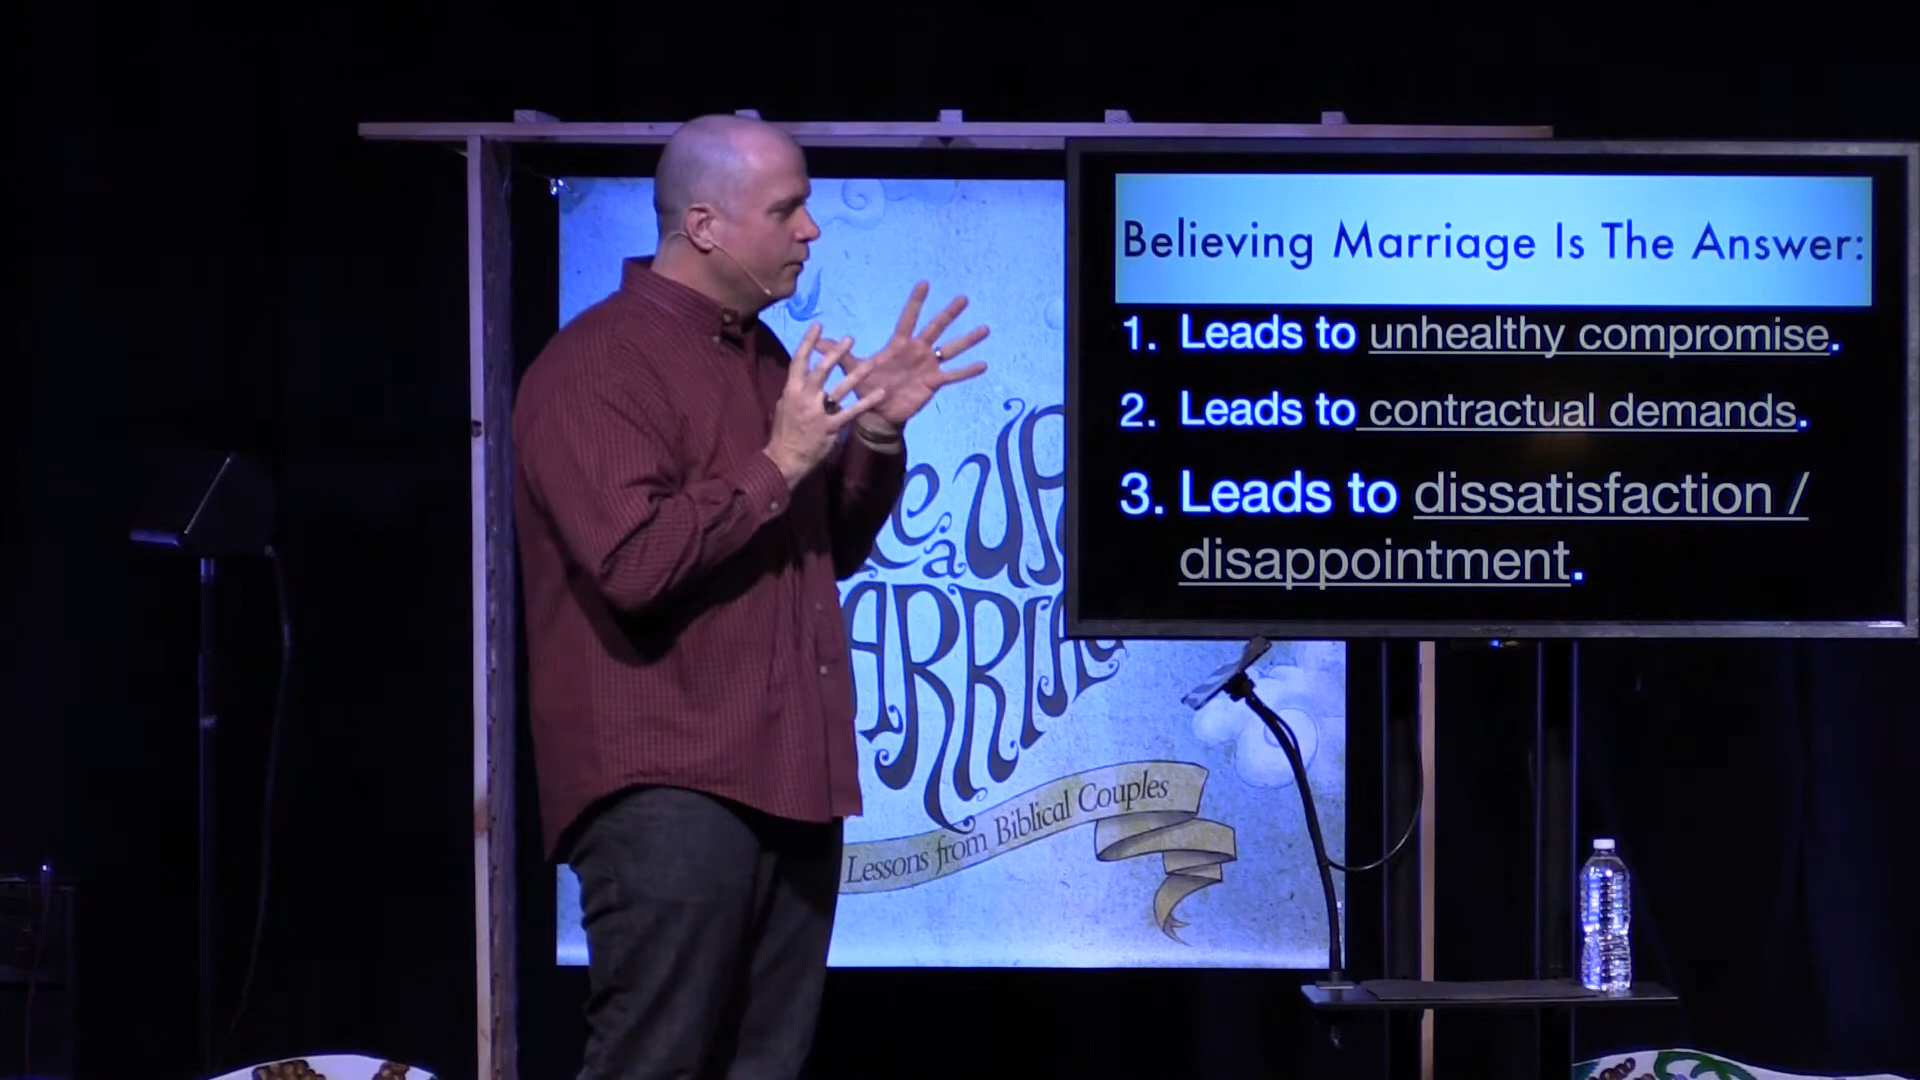 Believing Marriage Is The Answer:
1. Leads to unhealthy compromise.
2. Leads to contractual demands.
3. Leads to dissatisfaction /
disappointment.
a
Lessons from Biblical Couples